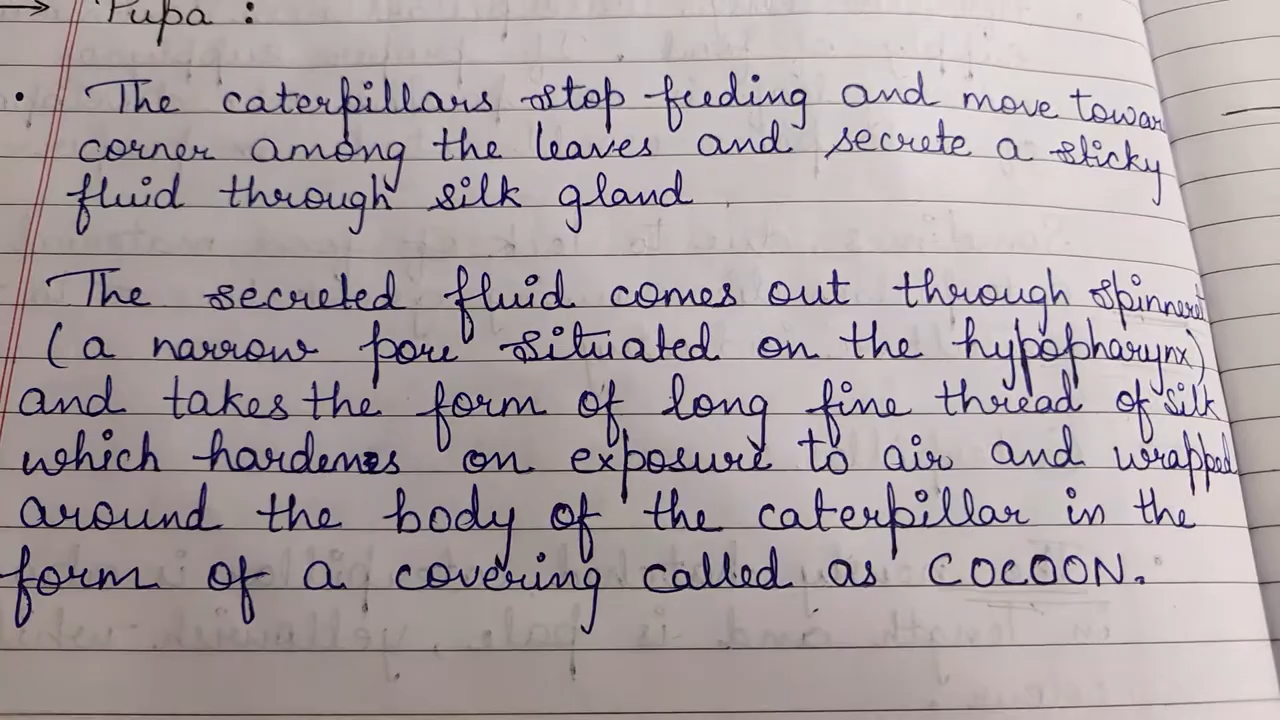 → Pupa :
• The caterpillars stop feeding and move towar
corner among the leaves and secrete a sticky
fluid through silk gland
The secreted fluid comes out through spinneret
(a narrow pore situated on the hypopharynx)
and takes the form of long fine thread of silk
which hardenes on exposure to air and wrapped
around the body of the caterpillar in the
form of a covering called as COCOON.